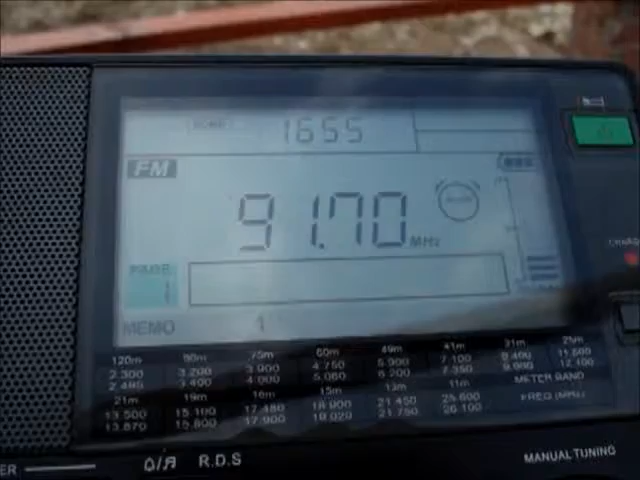 1655
FM
91.70 MHz
PAGE
1
MEMO 1
120m 90m 75m 60m 49m 41m 31m 25m
2.300 3.200 3.900 4.750 5.900 7.100 9.400 11.600
2.495 3.400 4.000 5.060 6.200 7.350 9.900 12.100
METER BAND
21m 19m 16m 15m 13m 11m
FREQ (MHz)
13.500 15.100 17.480 18.900 21.450 25.600
13.870 15.800 17.900 19.020 21.750 26.100
R.D.S
MANUAL TUNING